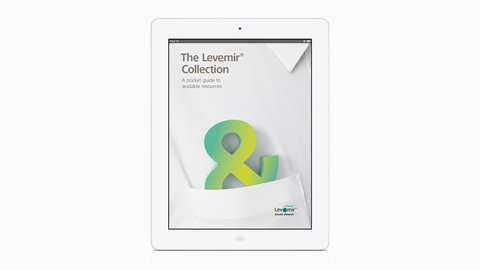 The Levemir®
Collection
A pocket guide to
available resources
&
Levemir®